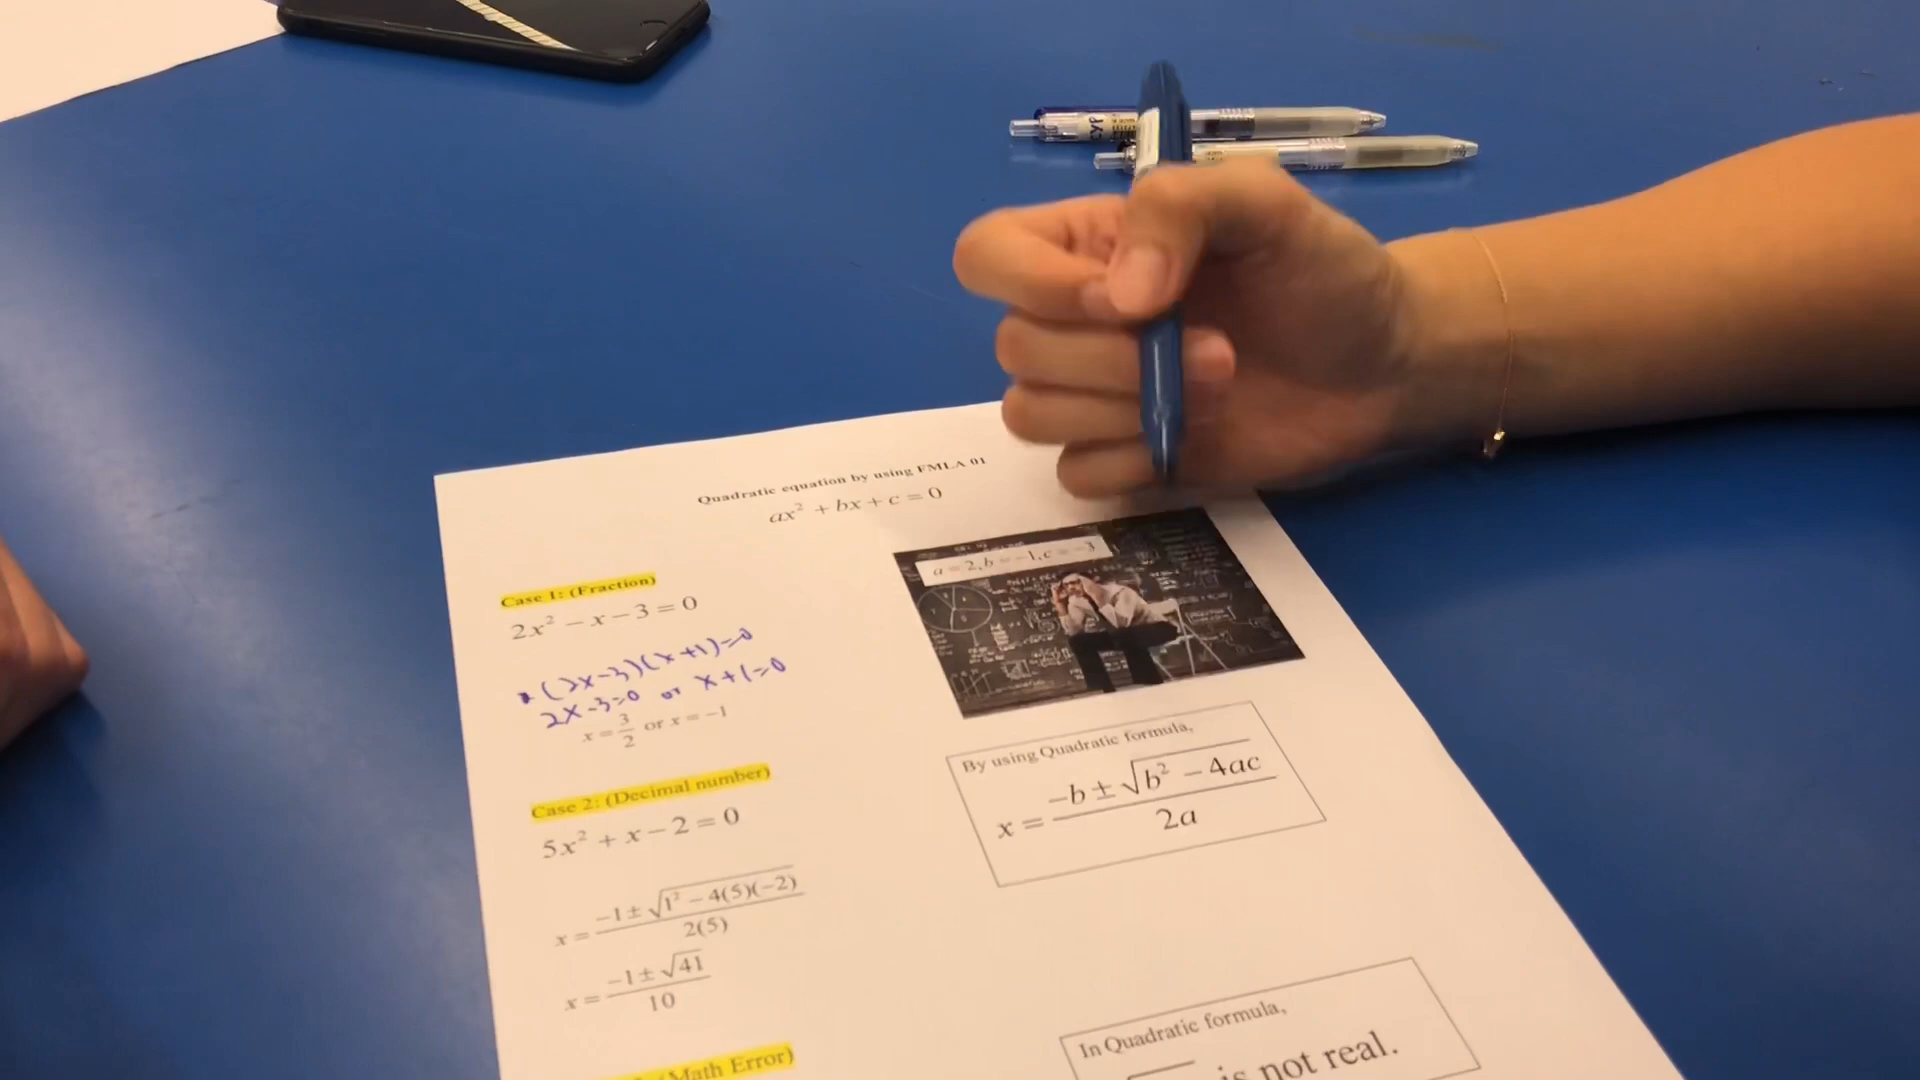 Quadratic equation by using FMLA 01
ax² + bx + c = 0
Case 1: (Fraction)
2x² − x − 3 = 0
(2x-3)(x+1)=0
2x-3=0 or x+1=0
x = 3/2 or x = −1
a = 2, b = −1, c = −3
By using Quadratic formula,
x = (−b ± √(b² − 4ac)) / 2a
Case 2: (Decimal number)
5x² + x − 2 = 0
x = (−1 ± √(1² − 4(5)(−2))) / 2(5)
x = (−1 ± √41) / 10
(Math Error)
In Quadratic formula,
is not real.